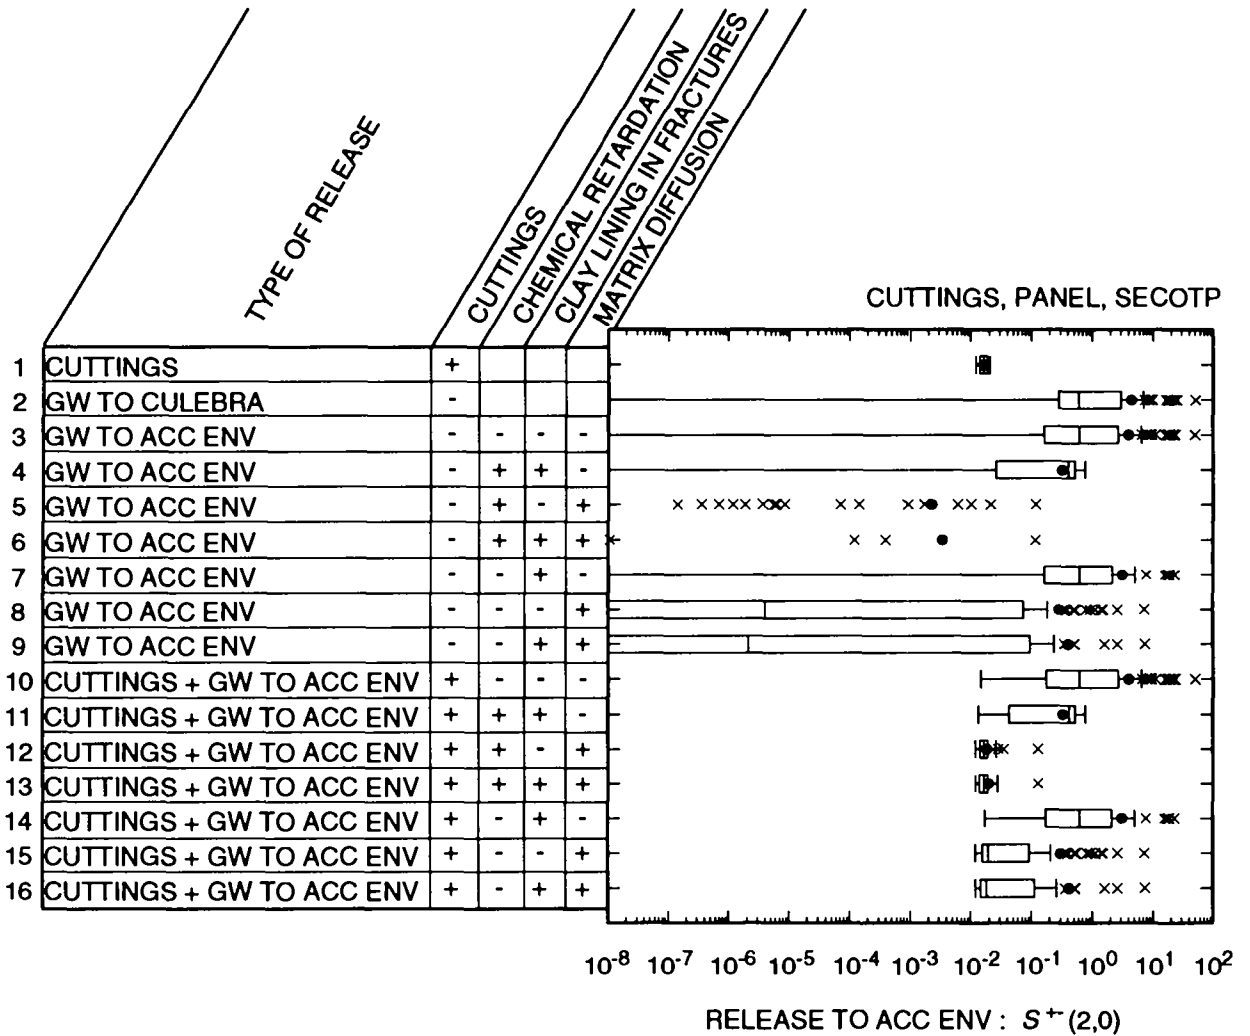 TYPE OF RELEASE
CUTTINGS
CHEMICAL RETARDATION
CLAY LINING IN FRACTURES
MATRIX DIFFUSION
CUTTINGS, PANEL, SECOTP
1 CUTTINGS +
2 GW TO CULEBRA -
3 GW TO ACC ENV - - - -
4 GW TO ACC ENV - + + -
5 GW TO ACC ENV - + - +
6 GW TO ACC ENV - + + +
7 GW TO ACC ENV - - + -
8 GW TO ACC ENV - - - +
9 GW TO ACC ENV - - + +
10 CUTTINGS + GW TO ACC ENV + - - -
11 CUTTINGS + GW TO ACC ENV + + + -
12 CUTTINGS + GW TO ACC ENV + + - +
13 CUTTINGS + GW TO ACC ENV + + + +
14 CUTTINGS + GW TO ACC ENV + - + -
15 CUTTINGS + GW TO ACC ENV + - - +
16 CUTTINGS + GW TO ACC ENV + - + +
10⁻⁸ 10⁻⁷ 10⁻⁶ 10⁻⁵ 10⁻⁴ 10⁻³ 10⁻² 10⁻¹ 10⁰ 10¹ 10²
RELEASE TO ACC ENV : S⁺⁻(2,0)